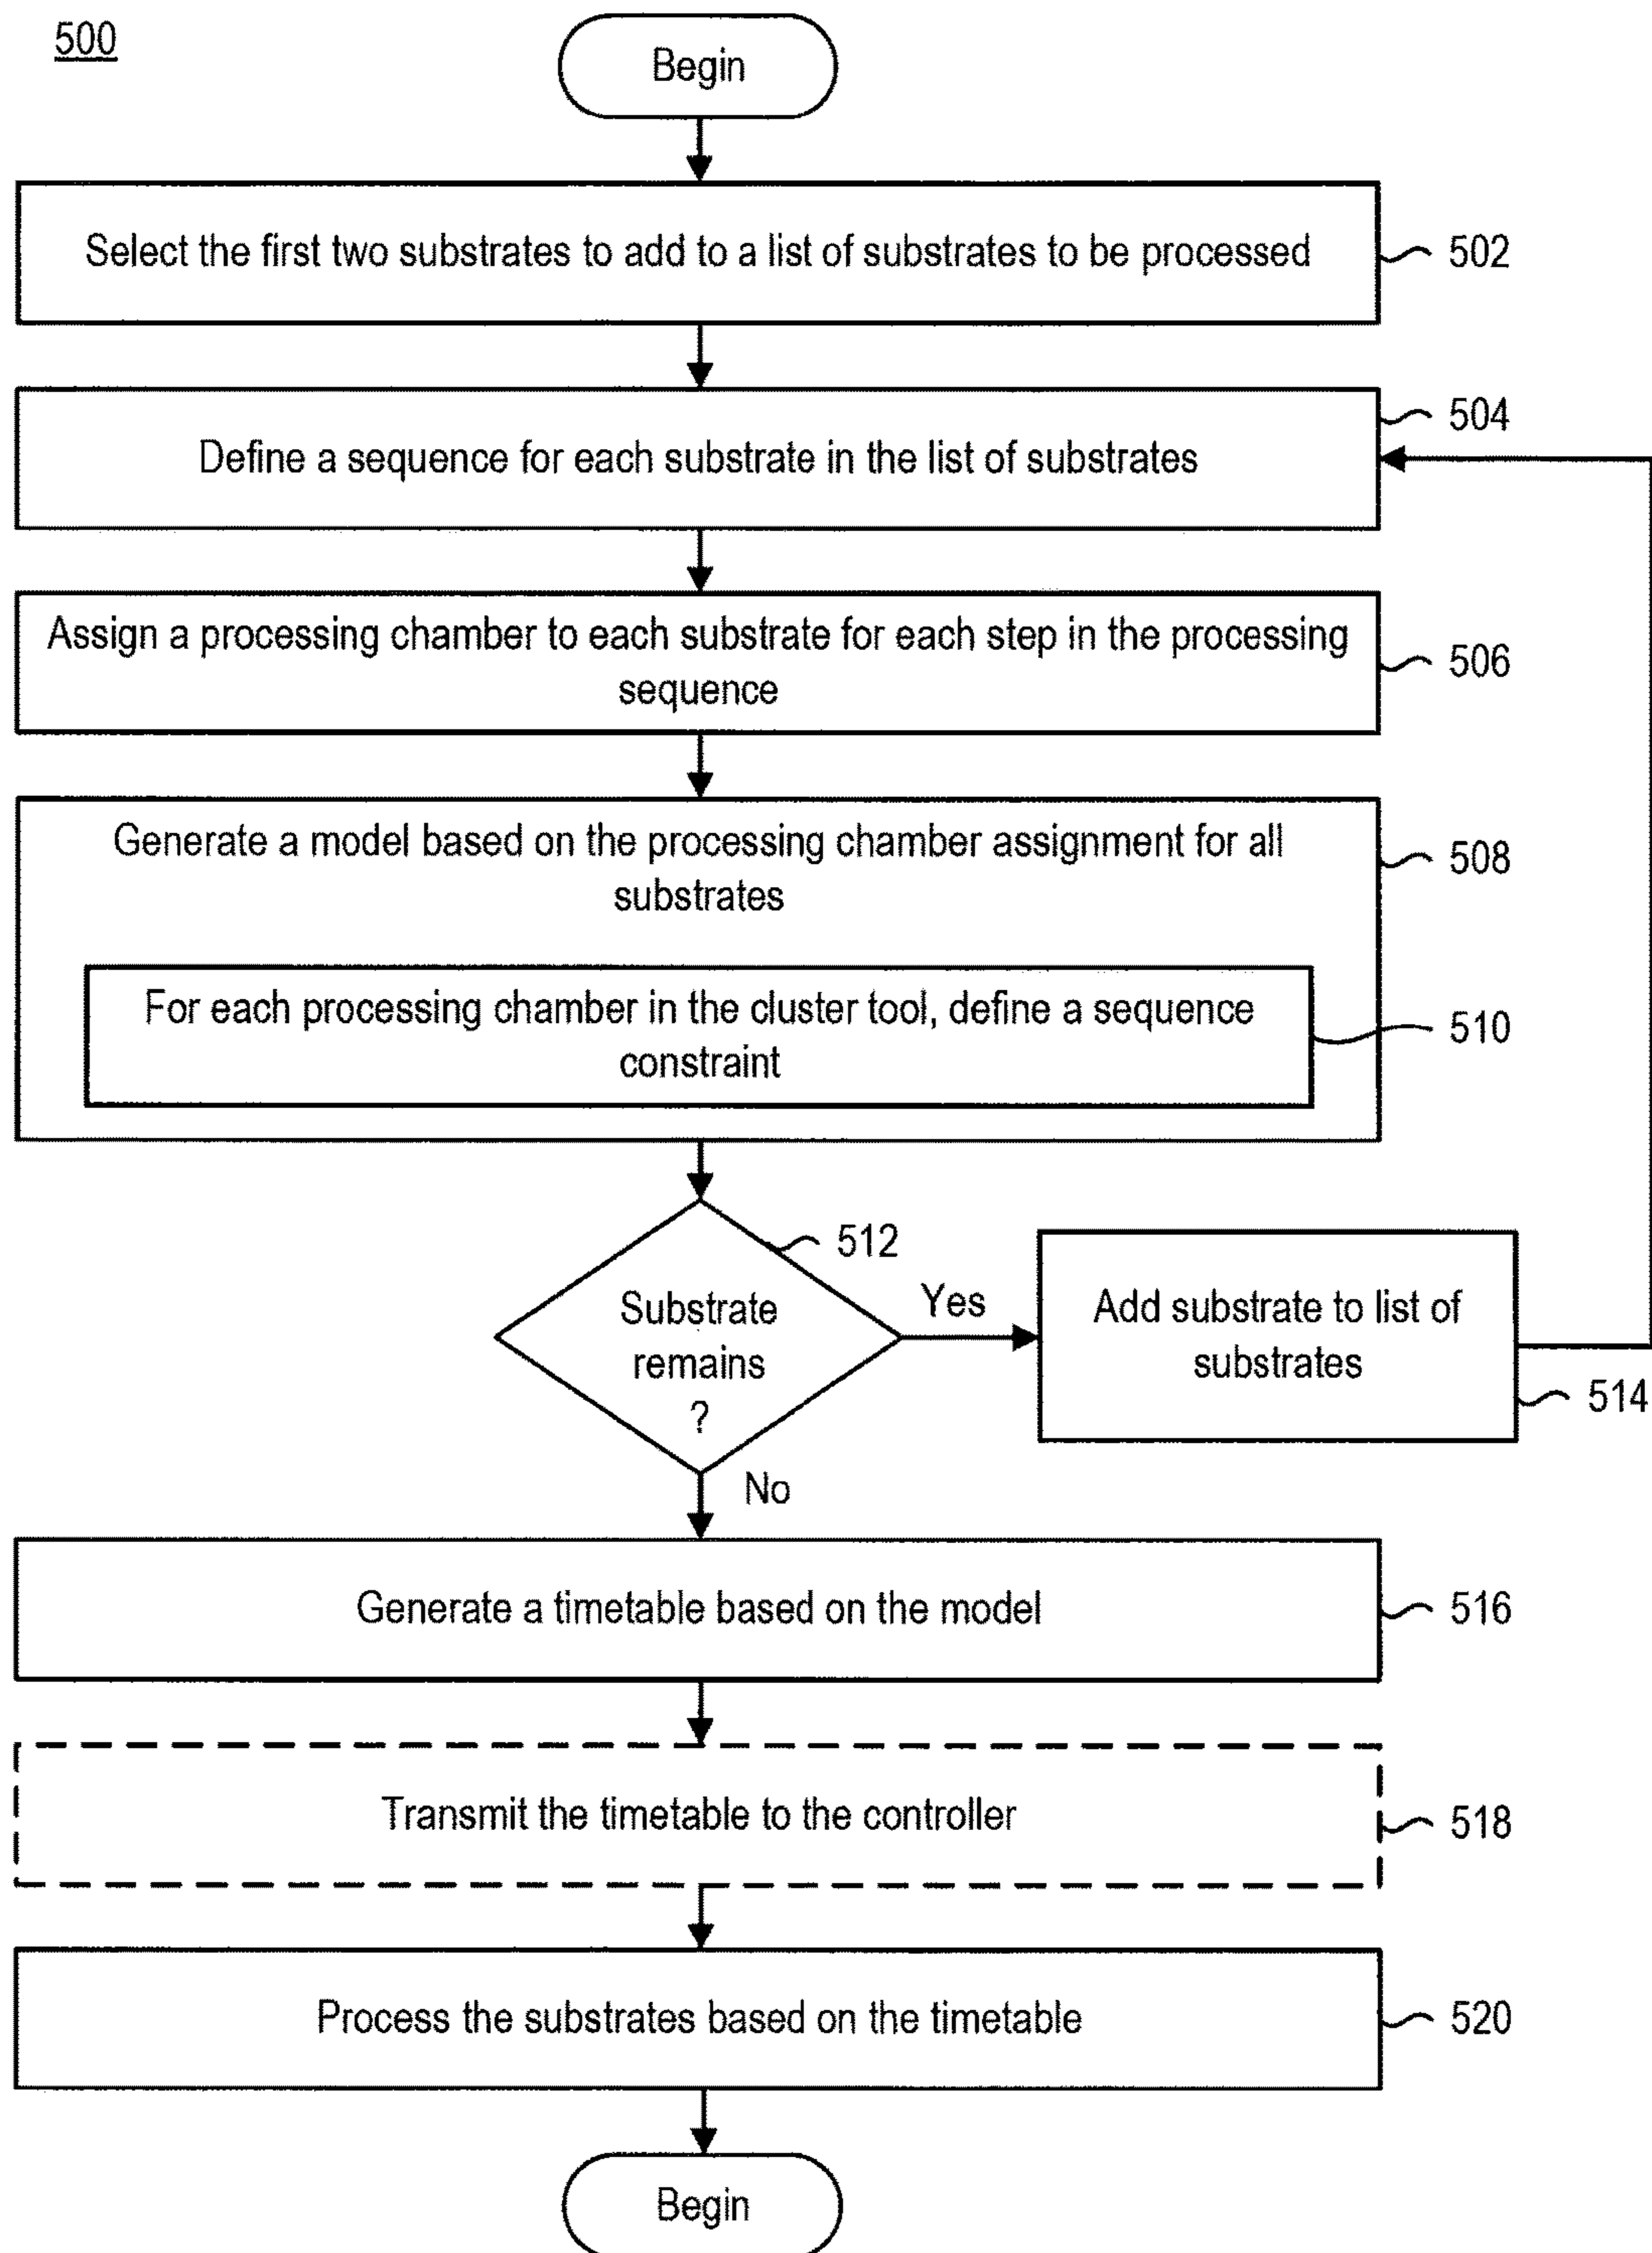 500
Begin
Select the first two substrates to add to a list of substrates to be processed
502
504
Define a sequence for each substrate in the list of substrates
Assign a processing chamber to each substrate for each step in the processing
sequence
506
Generate a model based on the processing chamber assignment for all
substrates
508
For each processing chamber in the cluster tool, define a sequence
constraint
510
512
Substrate
remains
?
Yes
Add substrate to list of
substrates
514
No
Generate a timetable based on the model
516
Transmit the timetable to the controller
518
Process the substrates based on the timetable
520
Begin